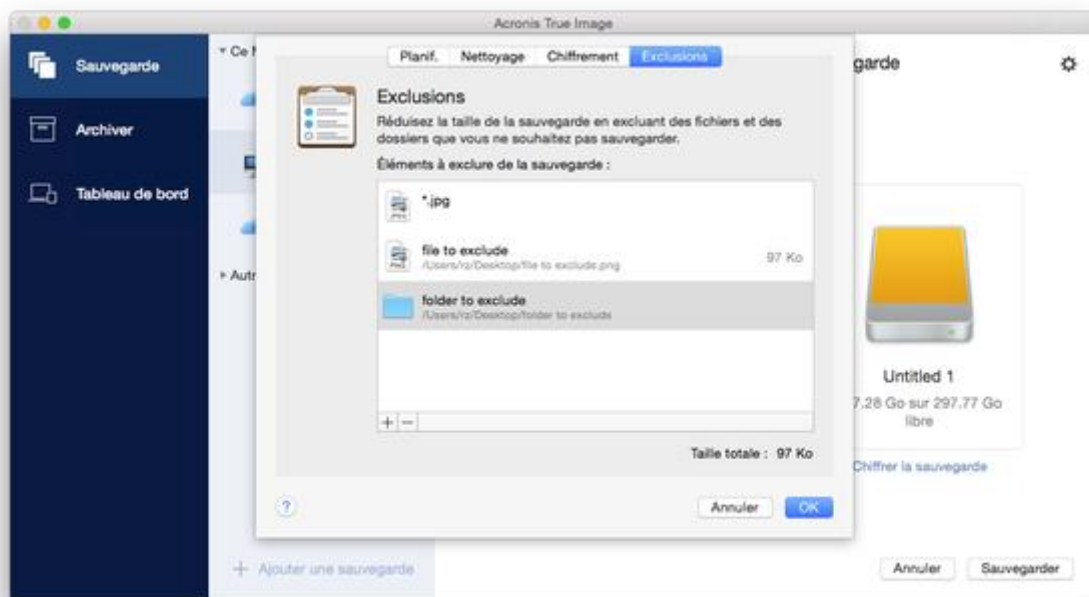 Acronis True Image
Sauvegarde
Archiver
Tableau de bord
Ce
Autr
+ Ajouter une sauvegarde
Planif.
Nettoyage
Chiffrement
Exclusions
Exclusions
Réduisez la taille de la sauvegarde en excluant des fichiers et des
dossiers que vous ne souhaitez pas sauvegarder.
Éléments à exclure de la sauvegarde :
*.jpg
file to exclude
/Users/rz/Desktop/file to exclude.png
97 Ko
folder to exclude
/Users/rz/Desktop/folder to exclude
+ −
Taille totale : 97 Ko
?
Annuler
OK
garde
Untitled 1
7.28 Go sur 297.77 Go
libre
Chiffrer la sauvegarde
Annuler
Sauvegarder